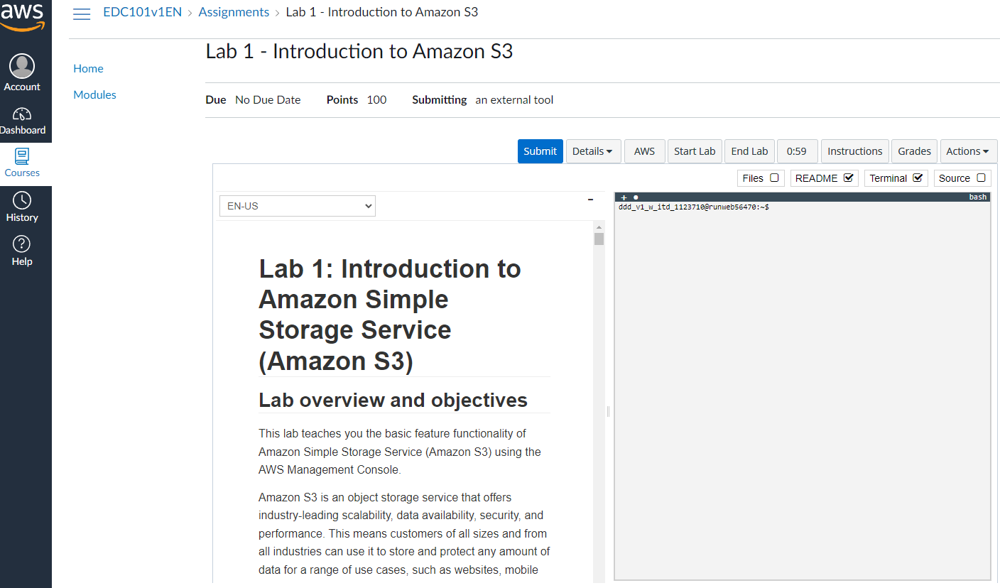 aws
EDC101v1EN > Assignments > Lab 1 - Introduction to Amazon S3
Account
Dashboard
Courses
History
Help
Home
Modules
Lab 1 - Introduction to Amazon S3
Due No Due Date Points 100 Submitting an external tool
Submit Details AWS Start Lab End Lab 0:59 Instructions Grades Actions
Files README Terminal Source
EN-US
Lab 1: Introduction to
Amazon Simple
Storage Service
(Amazon S3)
Lab overview and objectives
This lab teaches you the basic feature functionality of
Amazon Simple Storage Service (Amazon S3) using the
AWS Management Console.
Amazon S3 is an object storage service that offers
industry-leading scalability, data availability, security, and
performance. This means customers of all sizes and from
all industries can use it to store and protect any amount of
data for a range of use cases, such as websites, mobile
bash
ddd_v1_w_itd_1123710@runweb56470:~$